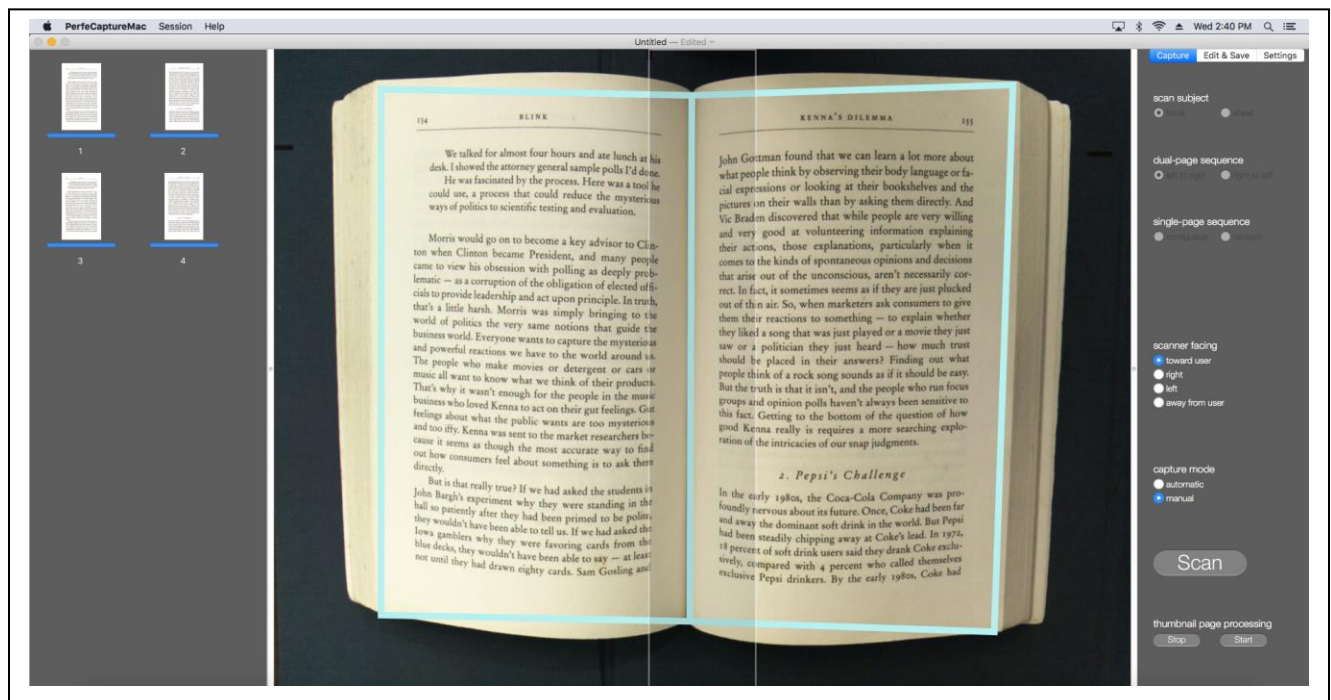 PerfeCaptureMac Session Help
Wed 2:40 PM
Untitled — Edited
1
2
3
4
154
BLINK
We talked for almost four hours and ate lunch at his
desk. I showed the attorney general sample polls I'd done.
He was fascinated by the process. Here was a tool he
could use, a process that could reduce the mysterious
ways of politics to scientific testing and evaluation.
Morris would go on to become a key advisor to Clin-
ton when Clinton became President, and many people
came to view his obsession with polling as deeply prob-
lematic — as a corruption of the obligation of elected offi-
cials to provide leadership and act upon principle. In truth,
that's a little harsh. Morris was simply bringing to the
world of politics the very same notions that guide the
business world. Everyone wants to capture the mysterious
and powerful reactions we have to the world around us.
The people who make movies or detergent or cars or
music all want to know what we think of their products.
That's why it wasn't enough for the people in the music
business who loved Kenna to act on their gut feelings. Gut
feelings about what the public wants are too mysterious
and too iffy. Kenna was sent to the market researchers be-
cause it seems as though the most accurate way to find
out how consumers feel about something is to ask them
directly.
But is that really true? If we had asked the students in
John Bargh's experiment why they were standing in the
hall so patiently after they had been primed to be polite,
they wouldn't have been able to tell us. If we had asked the
Iowa gamblers why they were favoring cards from the
blue decks, they wouldn't have been able to say — at least
not until they had drawn eighty cards. Sam Gosling and
KENNA'S DILEMMA
155
John Gottman found that we can learn a lot more about
what people think by observing their body language or fa-
cial expressions or looking at their bookshelves and the
pictures on their walls than by asking them directly. And
Vic Braden discovered that while people are very willing
and very good at volunteering information explaining
their actions, those explanations, particularly when it
comes to the kinds of spontaneous opinions and decisions
that arise out of the unconscious, aren't necessarily cor-
rect. In fact, it sometimes seems as if they are just plucked
out of thin air. So, when marketers ask consumers to give
them their reactions to something — to explain whether
they liked a song that was just played or a movie they just
saw or a politician they just heard — how much trust
should be placed in their answers? Finding out what
people think of a rock song sounds as if it should be easy.
But the truth is that it isn't, and the people who run focus
groups and opinion polls haven't always been sensitive to
this fact. Getting to the bottom of the question of how
good Kenna really is requires a more searching explo-
ration of the intricacies of our snap judgments.
2. Pepsi's Challenge
In the early 1980s, the Coca-Cola Company was pro-
foundly nervous about its future. Once, Coke had been far
and away the dominant soft drink in the world. But Pepsi
had been steadily chipping away at Coke's lead. In 1972,
18 percent of soft drink users said they drank Coke exclu-
sively, compared with 4 percent who called themselves
exclusive Pepsi drinkers. By the early 1980s, Coke had
Capture Edit & Save Settings
scan subject
book sheet
dual-page sequence
left to right right to left
single-page sequence
contiguous random
scanner facing
toward user
right
left
away from user
capture mode
automatic
manual
Scan
thumbnail page processing
Stop Start